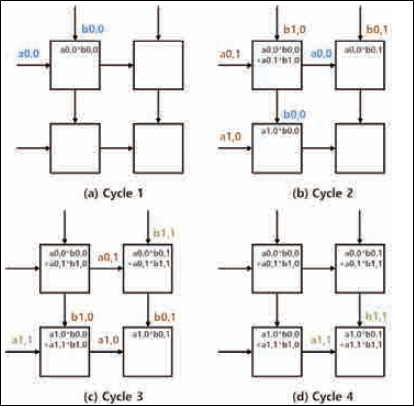 b0,0
a0,0
a0,0*b0,0
(a) Cycle 1
b1,0 b0,1
a0,1 a0,0
a0,0*b0,0 a0,0*b0,1
+a0,1*b1,0
b0,0
a1,0
a1,0*b0,0
(b) Cycle 2
b1,1
a0,0*b0,0 a0,1 a0,0*b0,1
+a0,1*b1,0 +a0,1*b1,1
b1,0 b0,1
a1,1 a1,0
a1,0*b0,0 a1,0*b0,1
+a1,1*b1,0
(c) Cycle 3
a0,0*b0,0 a0,0*b0,1
+a0,1*b1,0 +a0,1*b1,1
b1,1
a1,0*b0,0 a1,1 a1,0*b0,1
+a1,1*b1,0 +a1,1*b1,1
(d) Cycle 4